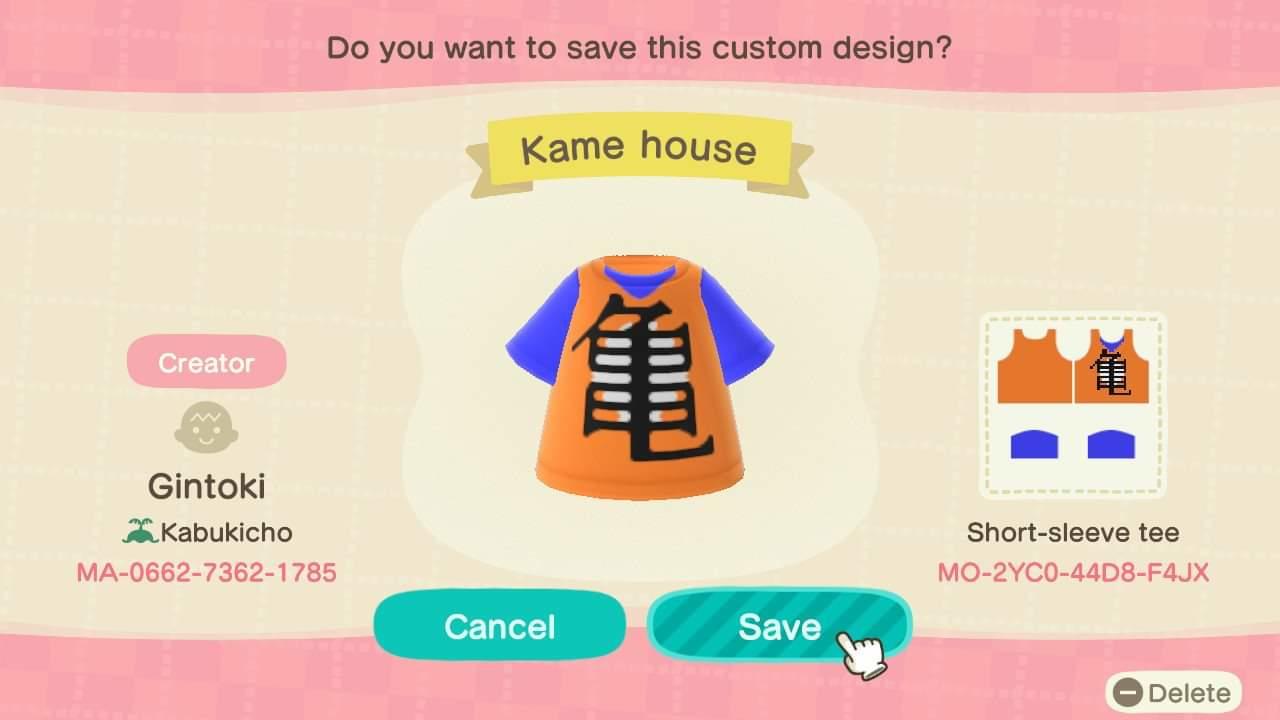 Do you want to save this custom design?
Kame house
亀
Creator
Gintoki
Kabukicho
MA-0662-7362-1785
亀
Short-sleeve tee
MO-2YC0-44D8-F4JX
Cancel
Save
Delete